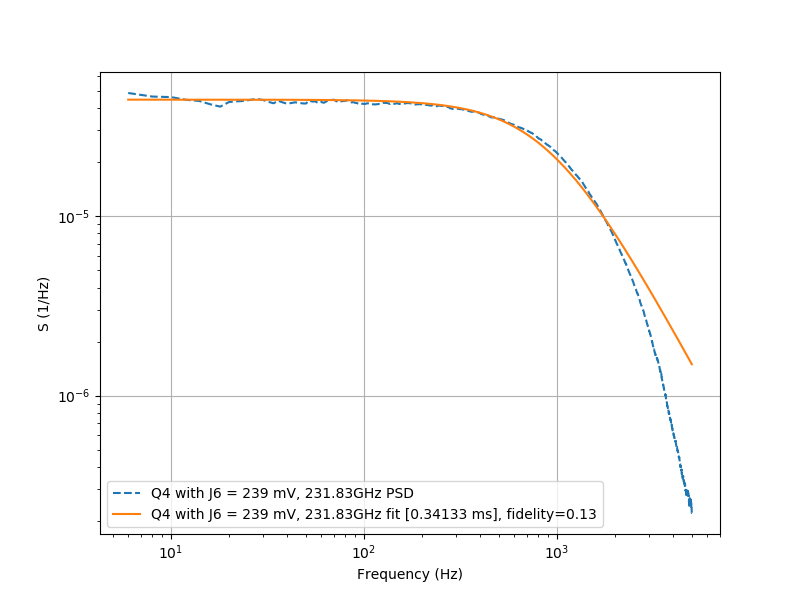 S (1/Hz)
10⁻⁵
10⁻⁶
10¹
10²
10³
Frequency (Hz)
Q4 with J6 = 239 mV, 231.83GHz PSD
Q4 with J6 = 239 mV, 231.83GHz fit [0.34133 ms], fidelity=0.13